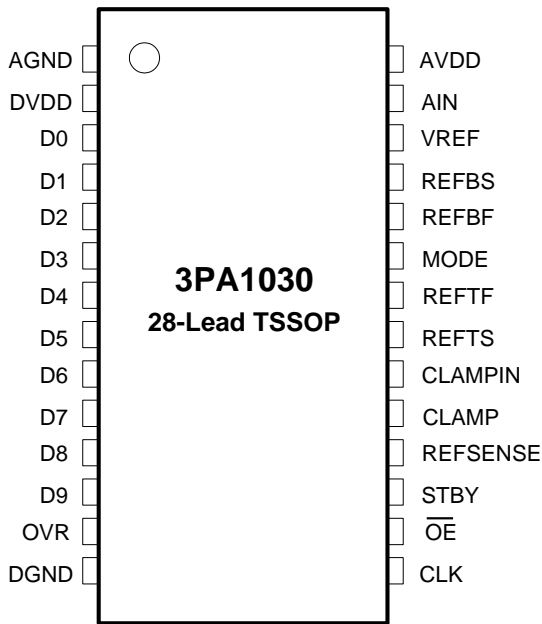 AGND AVDD
DVDD AIN
D0 VREF
D1 REFBS
D2 REFBF
D3 MODE
3PA1030
D4 REFTF
28-Lead TSSOP
D5 REFTS
D6 CLAMPIN
D7 CLAMP
D8 REFSENSE
D9 STBY
OVR O̅E̅
DGND CLK